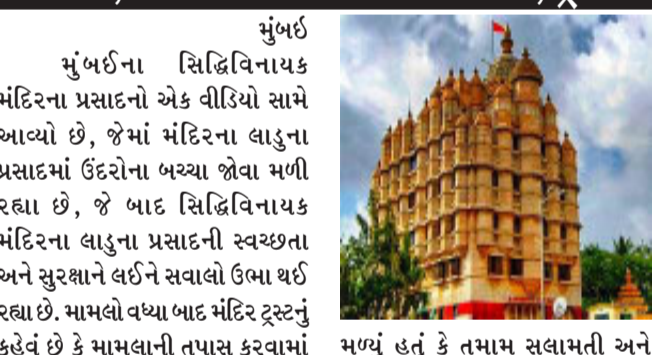 મુંબઇ
મુંબઈના સિદ્ધિવિનાયક
મંદિરના પ્રસાદનો એક વીડિયો સામે
આવ્યો છે, જેમાં મંદિરના લાડુના
પ્રસાદમાં ઉંદરોના બચ્ચા જોવા મળી
રહ્યા છે, જે બાદ સિદ્ધિવિનાયક
મંદિરના લાડુના પ્રસાદની સ્વચ્છતા
અને સુરક્ષાને લઈને સવાલો ઉભા થઈ
રહ્યા છે. મામલો વધ્યા બાદ મંદિર ટ્રસ્ટનું
કહેવું છે કે મામલાની તપાસ કરવામાં
મળ્યું હતું કે તમામ સલામતી અને